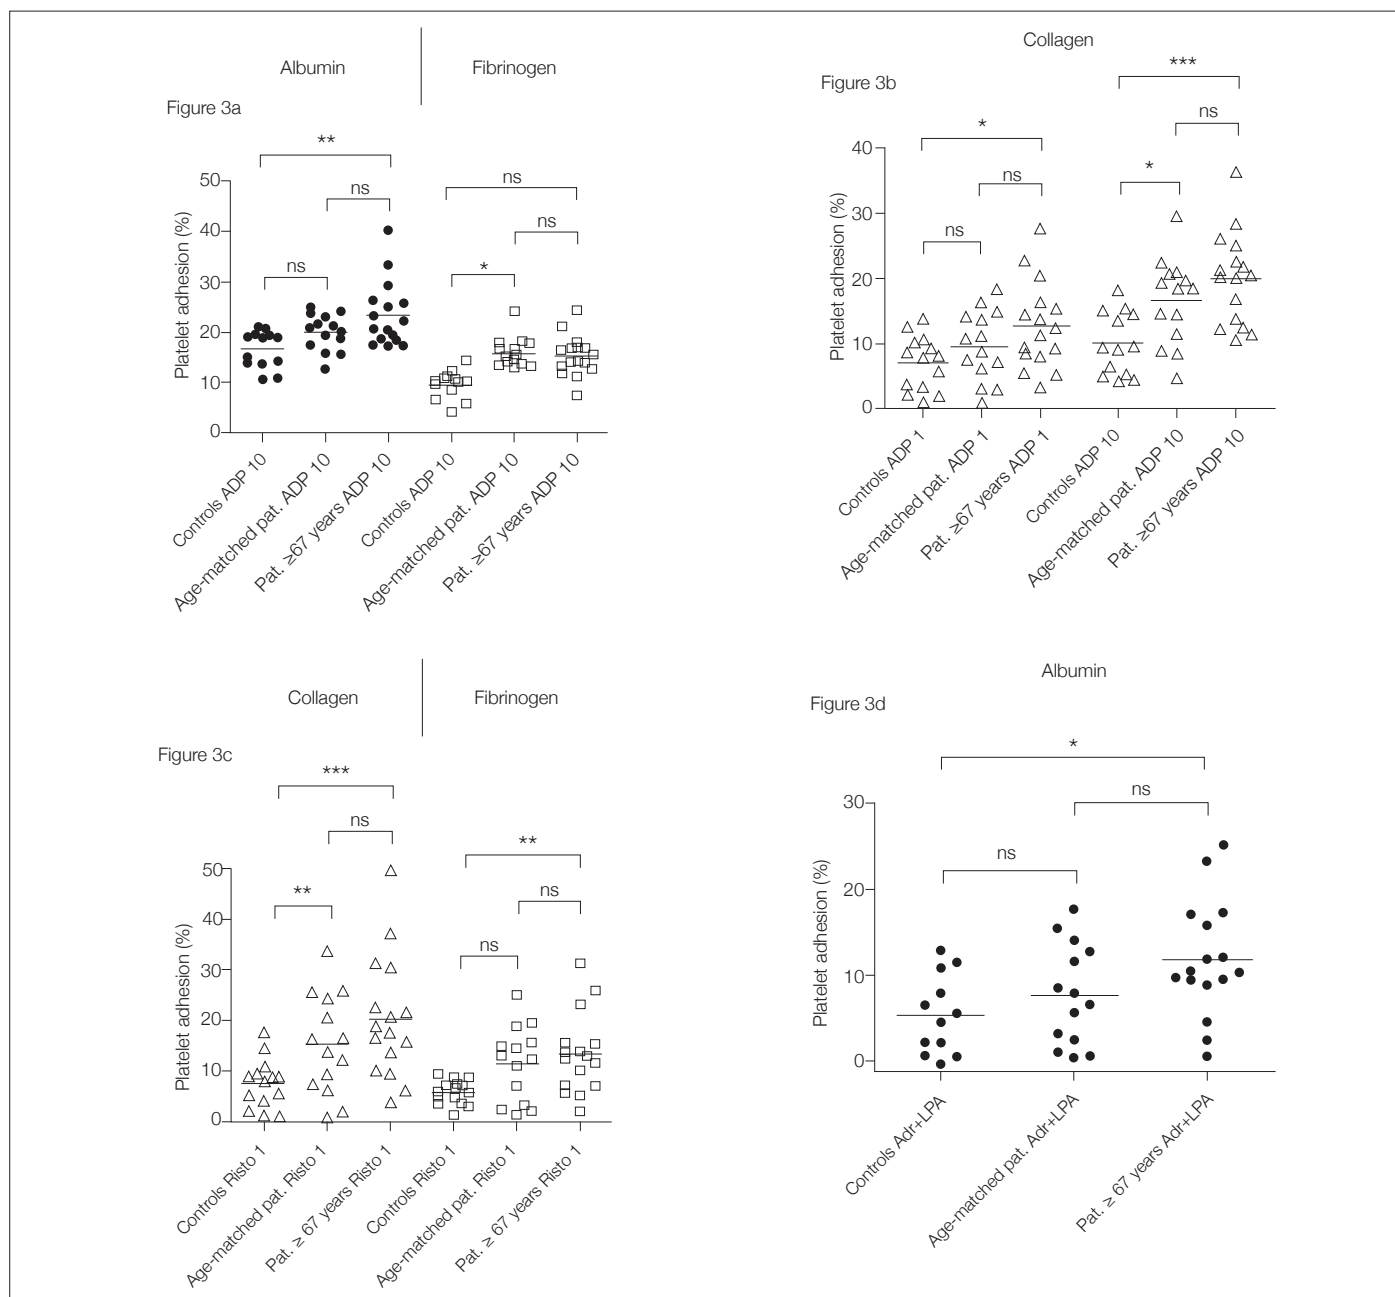 Albumin
Fibrinogen
Figure 3a
**
ns
ns
ns
ns
*
Platelet adhesion (%)
50
40
30
20
10
0
Controls ADP 10
Age-matched pat. ADP 10
Pat. ≥67 years ADP 10
Controls ADP 10
Age-matched pat. ADP 10
Pat. ≥67 years ADP 10
Collagen
Figure 3b
***
ns
*
*
ns
ns
Platelet adhesion (%)
40
30
20
10
0
Controls ADP 1
Age-matched pat. ADP 1
Pat. ≥67 years ADP 1
Controls ADP 10
Age-matched pat. ADP 10
Pat. ≥67 years ADP 10
Collagen
Fibrinogen
Figure 3c
***
ns
**
**
ns
ns
Platelet adhesion (%)
50
40
30
20
10
0
Controls Risto 1
Age-matched pat. Risto 1
Pat. ≥ 67 years Risto 1
Controls Risto 1
Age-matched pat. Risto 1
Pat. ≥ 67 years Risto 1
Albumin
Figure 3d
*
ns
ns
Platelet adhesion (%)
30
20
10
0
Controls Adr+LPA
Age-matched pat. Adr+LPA
Pat. ≥ 67 years Adr+LPA